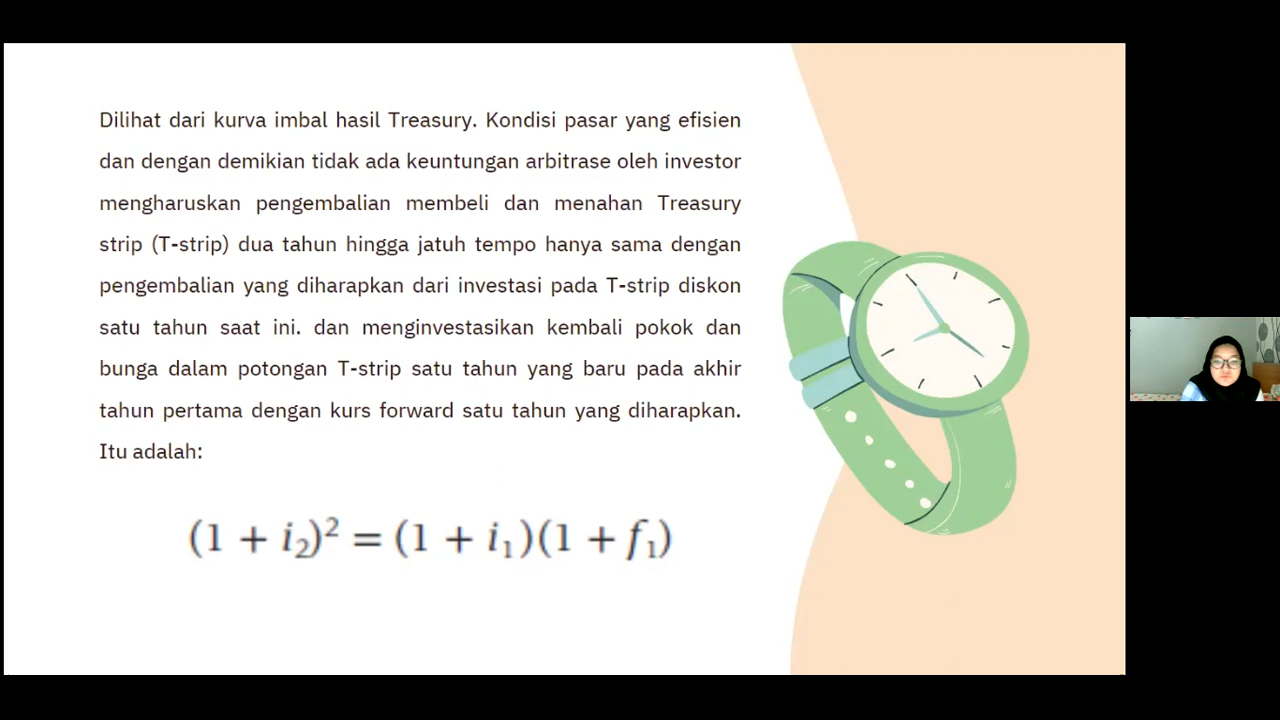 Dilihat dari kurva imbal hasil Treasury. Kondisi pasar yang efisien
dan dengan demikian tidak ada keuntungan arbitrase oleh investor
mengharuskan pengembalian membeli dan menahan Treasury
strip (T-strip) dua tahun hingga jatuh tempo hanya sama dengan
pengembalian yang diharapkan dari investasi pada T-strip diskon
satu tahun saat ini. dan menginvestasikan kembali pokok dan
bunga dalam potongan T-strip satu tahun yang baru pada akhir
tahun pertama dengan kurs forward satu tahun yang diharapkan.
Itu adalah:
(1 + i₂)² = (1 + i₁)(1 + f₁)